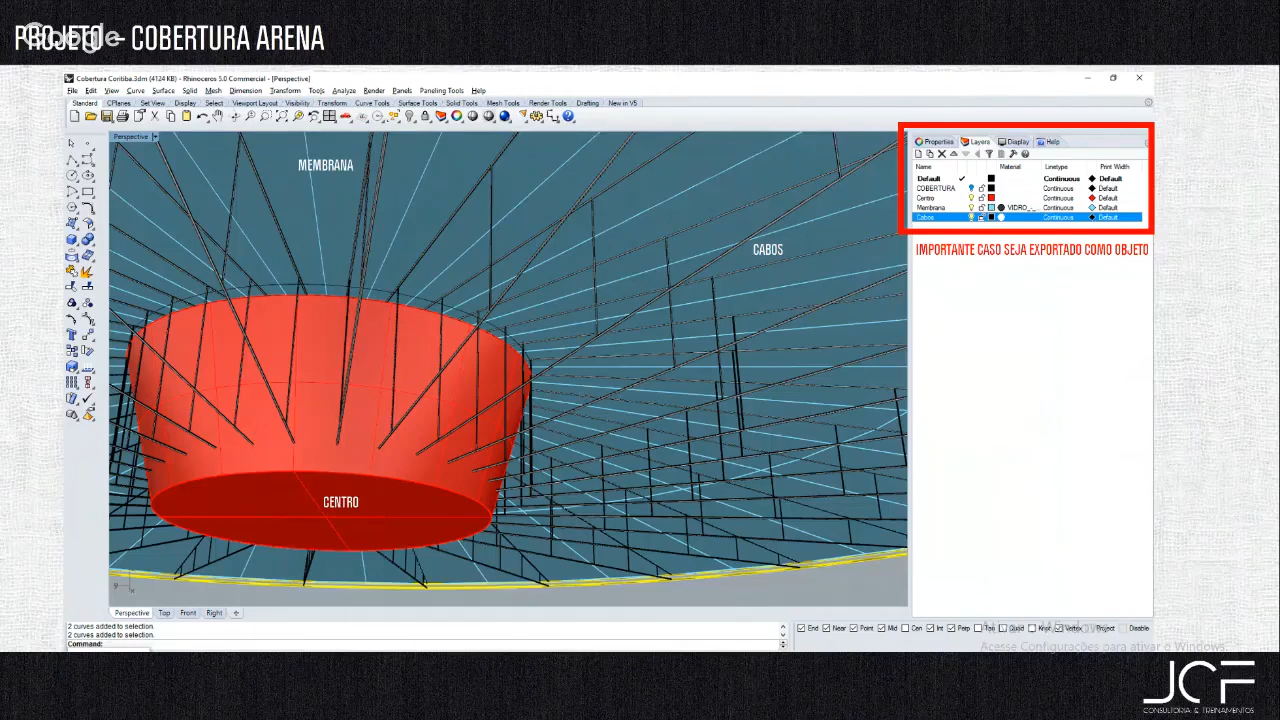 PROJETO - COBERTURA ARENA
Google
Cobertura Coritiba.3dm (4124 KB) - Rhinoceros 5.0 Commercial - [Perspective]
File Edit View Curve Surface Solid Mesh Dimension Transform Tools Analyze Render Panels Paneling Tools Help
Standard CPlanes Set View Display Select Viewport Layout Visibility Transform Curve Tools Surface Tools Solid Tools Mesh Tools Render Tools Drafting New in V5
Perspective
MEMBRANA
CABOS
CENTRO
y
x
Properties Layers Display Help
Name Material Linetype Print Width
Default Continuous Default
COBERTURA Continuous Default
Centro Continuous Default
Membrana VIDRO_-_... Continuous Default
Cabos Continuous Default
IMPORTANTE CASO SEJA EXPORTADO COMO OBJETO
Perspective Top Front Right
2 curves added to selection.
2 curves added to selection.
Command:
End Near Point Mid Cen Int Perp Tan Quad Knot Vertex Project Disable
Acesse Configurações para ativar o Windows.
JCF
CONSULTORIA & TREINAMENTOS